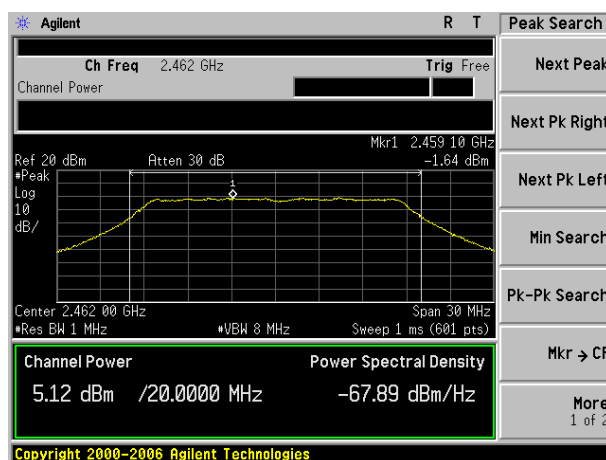 Agilent R T Peak Search
Ch Freq 2.462 GHz Trig Free
Channel Power
Mkr1 2.459 10 GHz
Ref 20 dBm Atten 30 dB -1.64 dBm
#Peak
Log
10
dB/
1
Center 2.462 00 GHz Span 30 MHz
#Res BW 1 MHz #VBW 8 MHz Sweep 1 ms (601 pts)
Channel Power Power Spectral Density
5.12 dBm /20.0000 MHz -67.89 dBm/Hz
Copyright 2000-2006 Agilent Technologies
Next Peak
Next Pk Right
Next Pk Left
Min Search
Pk-Pk Search
Mkr → CF
More
1 of 2